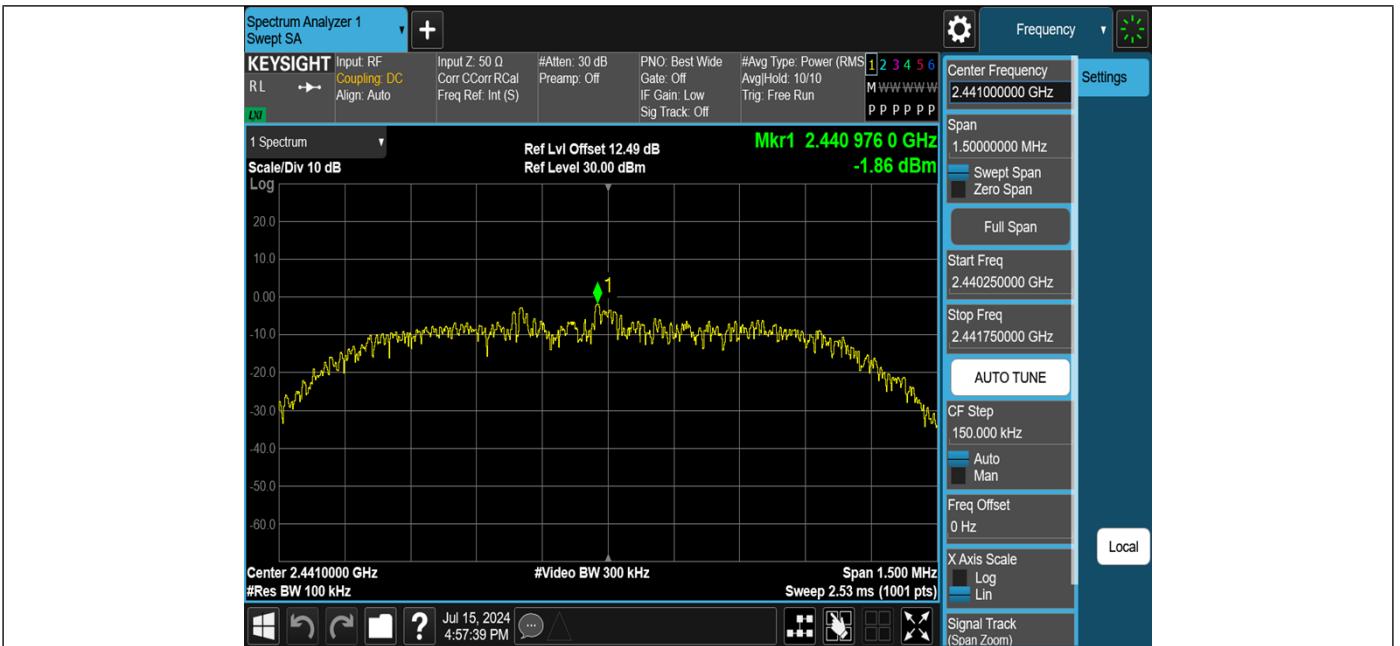 Spectrum Analyzer 1
Swept SA
+
Frequency
KEYSIGHT
RL
LXI
Input: RF
Coupling: DC
Align: Auto
Input Z: 50 Ω
Corr CCorr RCal
Freq Ref: Int (S)
#Atten: 30 dB
Preamp: Off
PNO: Best Wide
Gate: Off
IF Gain: Low
Sig Track: Off
#Avg Type: Power (RMS
Avg|Hold: 10/10
Trig: Free Run
1 2 3 4 5 6
M W W W W W
P P P P P P
Center Frequency
2.441000000 GHz
Settings
1 Spectrum
Scale/Div 10 dB
Ref Lvl Offset 12.49 dB
Ref Level 30.00 dBm
Mkr1 2.440 976 0 GHz
-1.86 dBm
Log
20.0
10.0
0.00
-10.0
-20.0
-30.0
-40.0
-50.0
-60.0
1
Center 2.4410000 GHz
#Res BW 100 kHz
#Video BW 300 kHz
Span 1.500 MHz
Sweep 2.53 ms (1001 pts)
Span
1.50000000 MHz
Swept Span
Zero Span
Full Span
Start Freq
2.440250000 GHz
Stop Freq
2.441750000 GHz
AUTO TUNE
CF Step
150.000 kHz
Auto
Man
Freq Offset
0 Hz
X Axis Scale
Log
Lin
Signal Track
(Span Zoom)
Local
?
Jul 15, 2024
4:57:39 PM